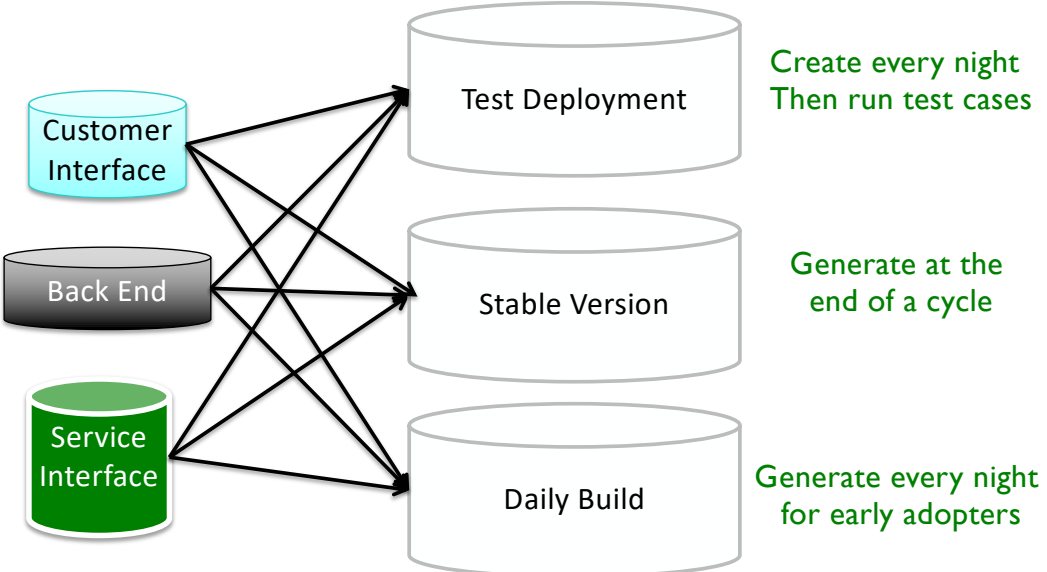 Customer
Interface
Back End
Service
Interface
Test Deployment
Create every night
Then run test cases
Stable Version
Generate at the
end of a cycle
Daily Build
Generate every night
for early adopters